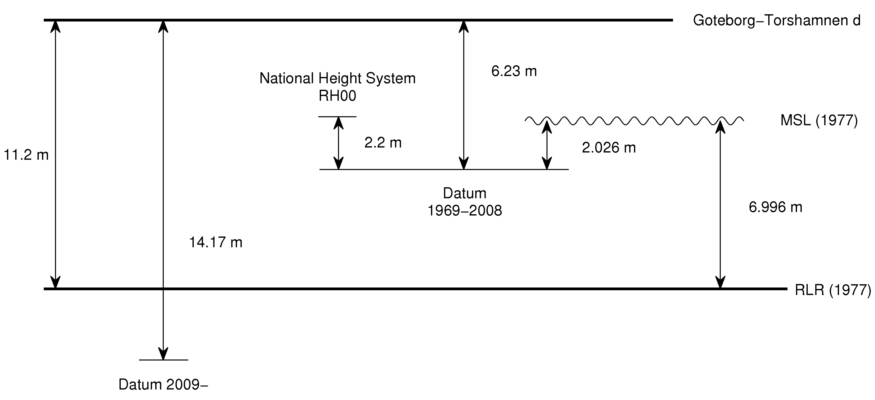 Goteborg−Torshamnen d
6.23 m
National Height System
RH00
MSL (1977)
2.2 m
2.026 m
11.2 m
Datum
1969−2008
6.996 m
14.17 m
RLR (1977)
Datum 2009−